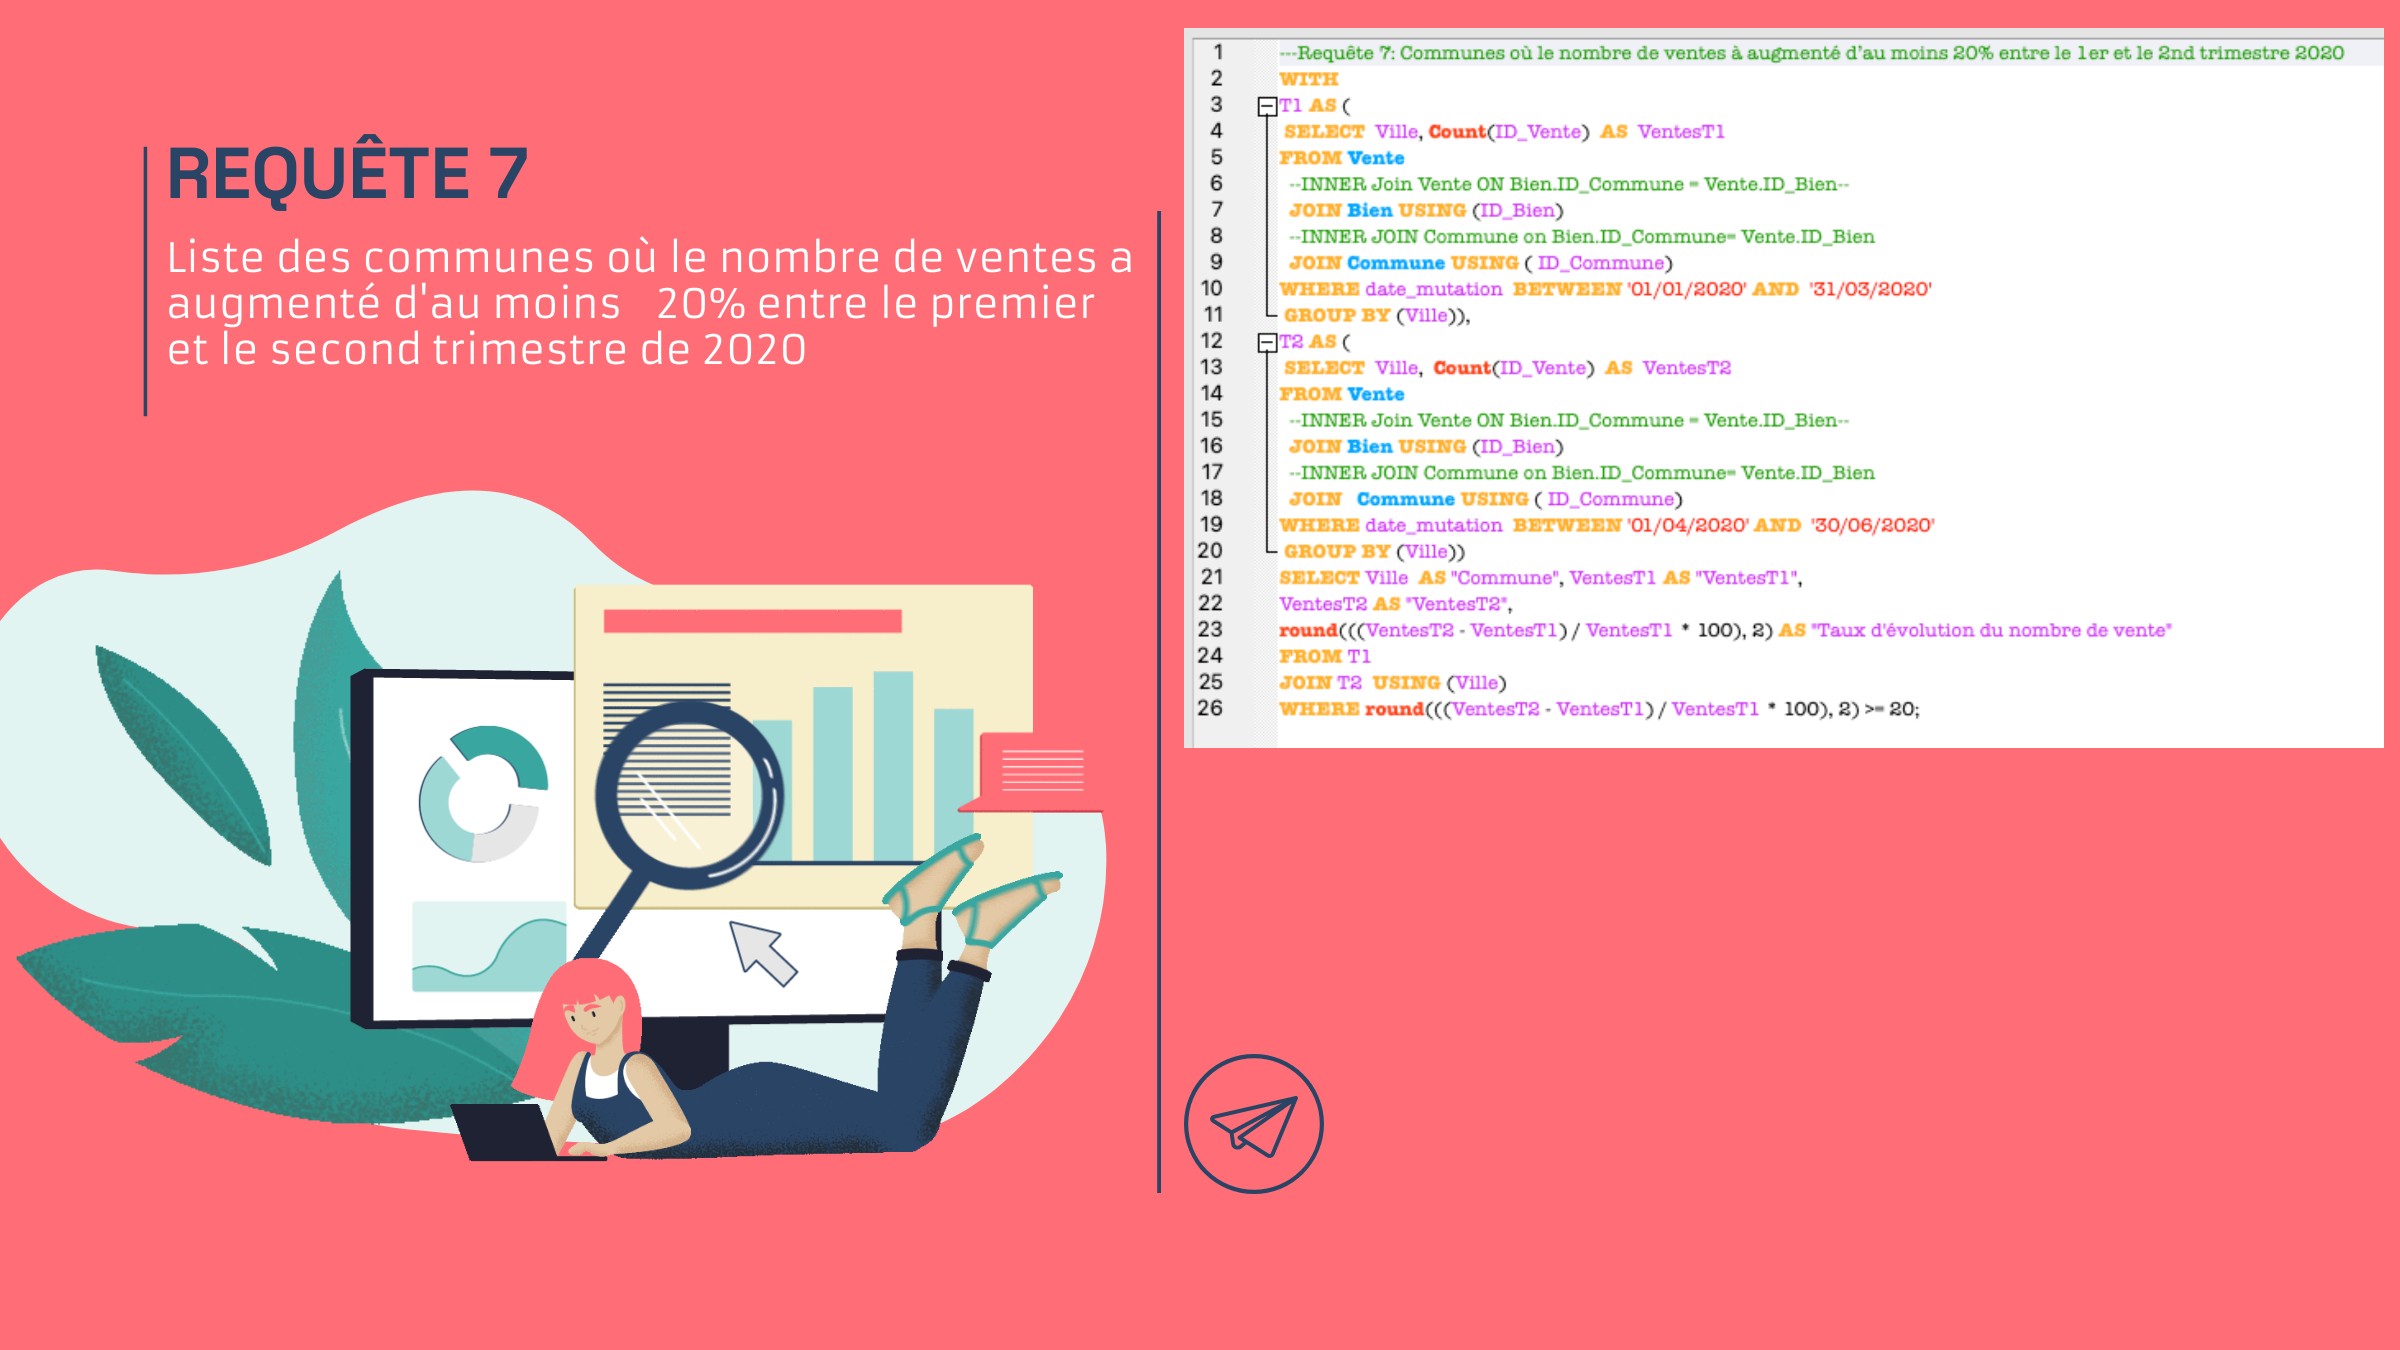 REQUÊTE 7
Liste des communes où le nombre de ventes a
augmenté d'au moins 20% entre le premier
et le second trimestre de 2020
1 ---Requête 7: Communes où le nombre de ventes à augmenté d'au moins 20% entre le 1er et le 2nd trimestre 2020
2 WITH
3 T1 AS (
4 SELECT Ville, Count(ID_Vente) AS VentesT1
5 FROM Vente
6 --INNER Join Vente ON Bien.ID_Commune = Vente.ID_Bien--
7 JOIN Bien USING (ID_Bien)
8 --INNER JOIN Commune on Bien.ID_Commune= Vente.ID_Bien
9 JOIN Commune USING ( ID_Commune)
10 WHERE date_mutation BETWEEN '01/01/2020' AND '31/03/2020'
11 GROUP BY (Ville)),
12 T2 AS (
13 SELECT Ville, Count(ID_Vente) AS VentesT2
14 FROM Vente
15 --INNER Join Vente ON Bien.ID_Commune = Vente.ID_Bien--
16 JOIN Bien USING (ID_Bien)
17 --INNER JOIN Commune on Bien.ID_Commune= Vente.ID_Bien
18 JOIN Commune USING ( ID_Commune)
19 WHERE date_mutation BETWEEN '01/04/2020' AND '30/06/2020'
20 GROUP BY (Ville))
21 SELECT Ville AS "Commune", VentesT1 AS "VentesT1",
22 VentesT2 AS "VentesT2",
23 round(((VentesT2 - VentesT1) / VentesT1 * 100), 2) AS "Taux d'évolution du nombre de vente"
24 FROM T1
25 JOIN T2 USING (Ville)
26 WHERE round(((VentesT2 - VentesT1) / VentesT1 * 100), 2) >= 20;